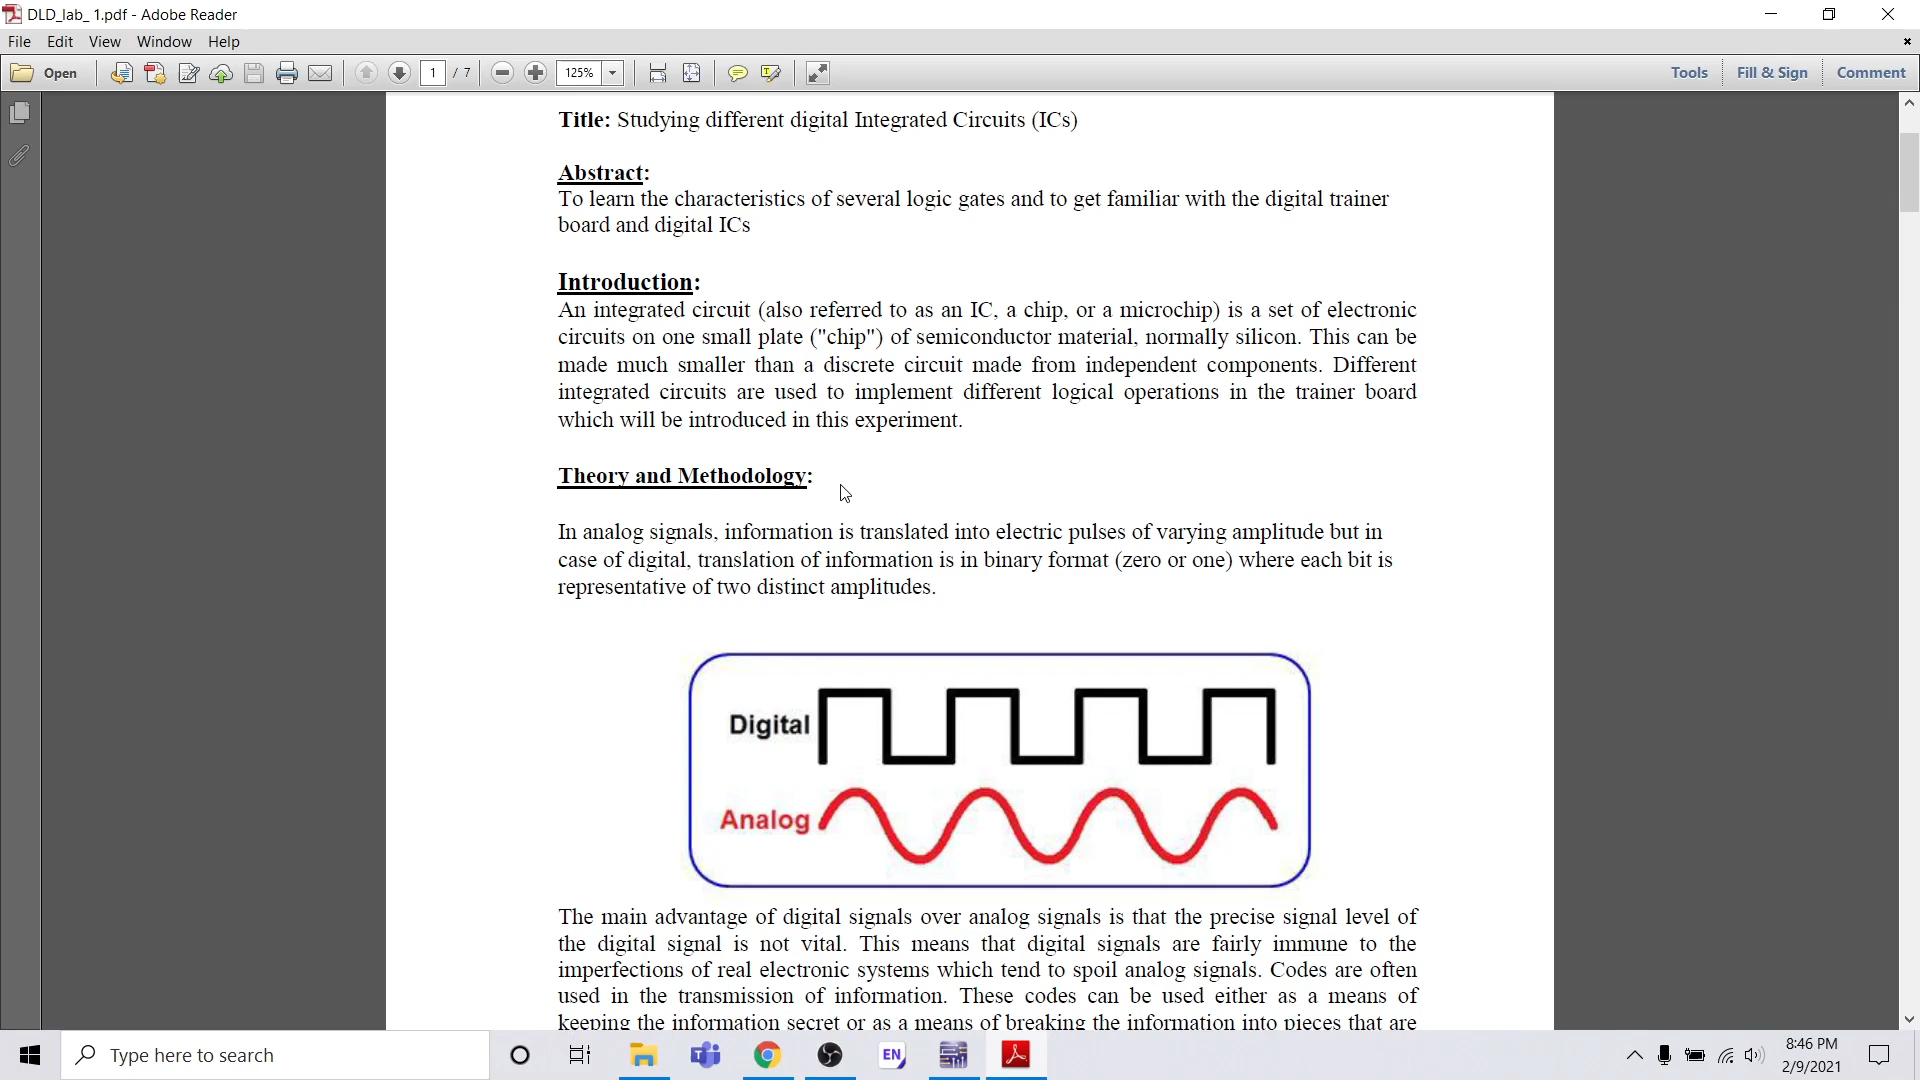 DLD_lab_ 1.pdf - Adobe Reader
File Edit View Window Help
Open 1 / 7 125% Tools Fill & Sign Comment
Title: Studying different digital Integrated Circuits (ICs)
Abstract:
To learn the characteristics of several logic gates and to get familiar with the digital trainer
board and digital ICs
Introduction:
An integrated circuit (also referred to as an IC, a chip, or a microchip) is a set of electronic
circuits on one small plate ("chip") of semiconductor material, normally silicon. This can be
made much smaller than a discrete circuit made from independent components. Different
integrated circuits are used to implement different logical operations in the trainer board
which will be introduced in this experiment.
Theory and Methodology:
In analog signals, information is translated into electric pulses of varying amplitude but in
case of digital, translation of information is in binary format (zero or one) where each bit is
representative of two distinct amplitudes.
Digital
Analog
The main advantage of digital signals over analog signals is that the precise signal level of
the digital signal is not vital. This means that digital signals are fairly immune to the
imperfections of real electronic systems which tend to spoil analog signals. Codes are often
used in the transmission of information. These codes can be used either as a means of
keeping the information secret or as a means of breaking the information into pieces that are
Type here to search
EN
8:46 PM
2/9/2021